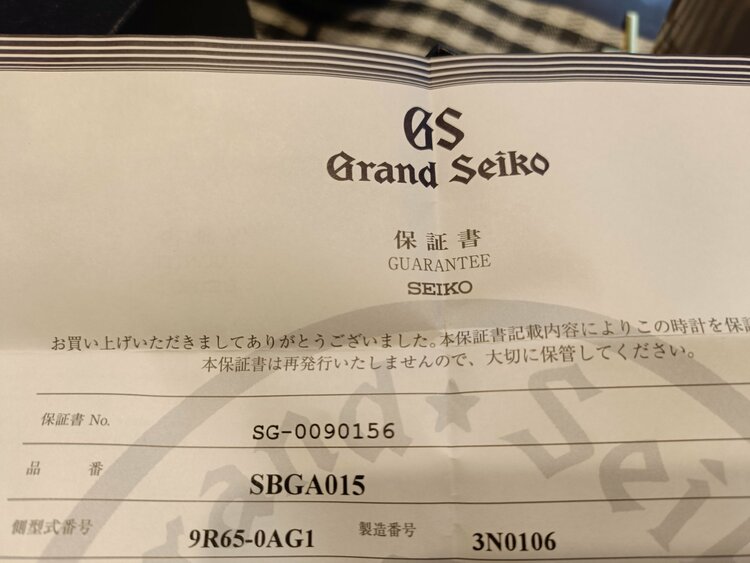 GS
Grand Seiko
保証書
GUARANTEE
SEIKO
お買い上げいただきましてありがとうございました。本保証書記載内容によりこの時計を保証
本保証書は再発行いたしませんので、大切に保管してください。
保証書 No. SG-0090156
品番 SBGA015
側型式番号 9R65-0AG1 製造番号 3N0106
Grand ★ Sei